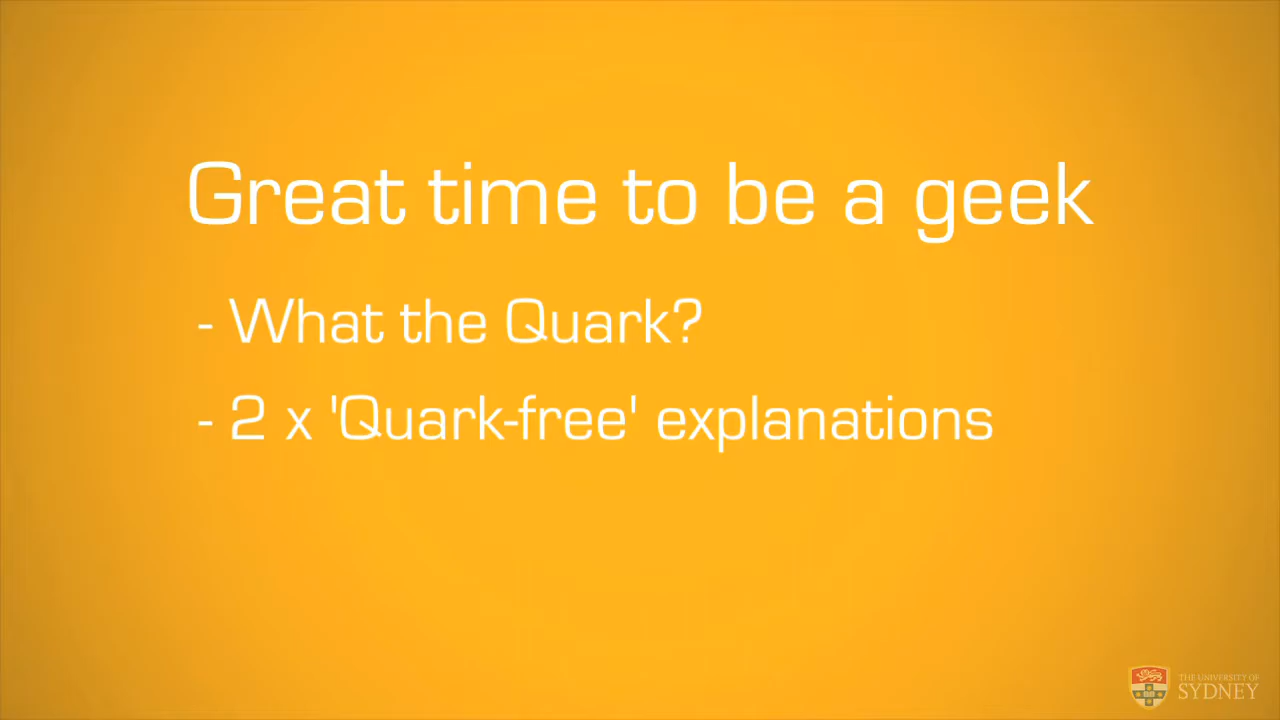 Great time to be a geek
- What the Quark?
- 2 x 'Quark-free' explanations
THE UNIVERSITY OF
SYDNEY